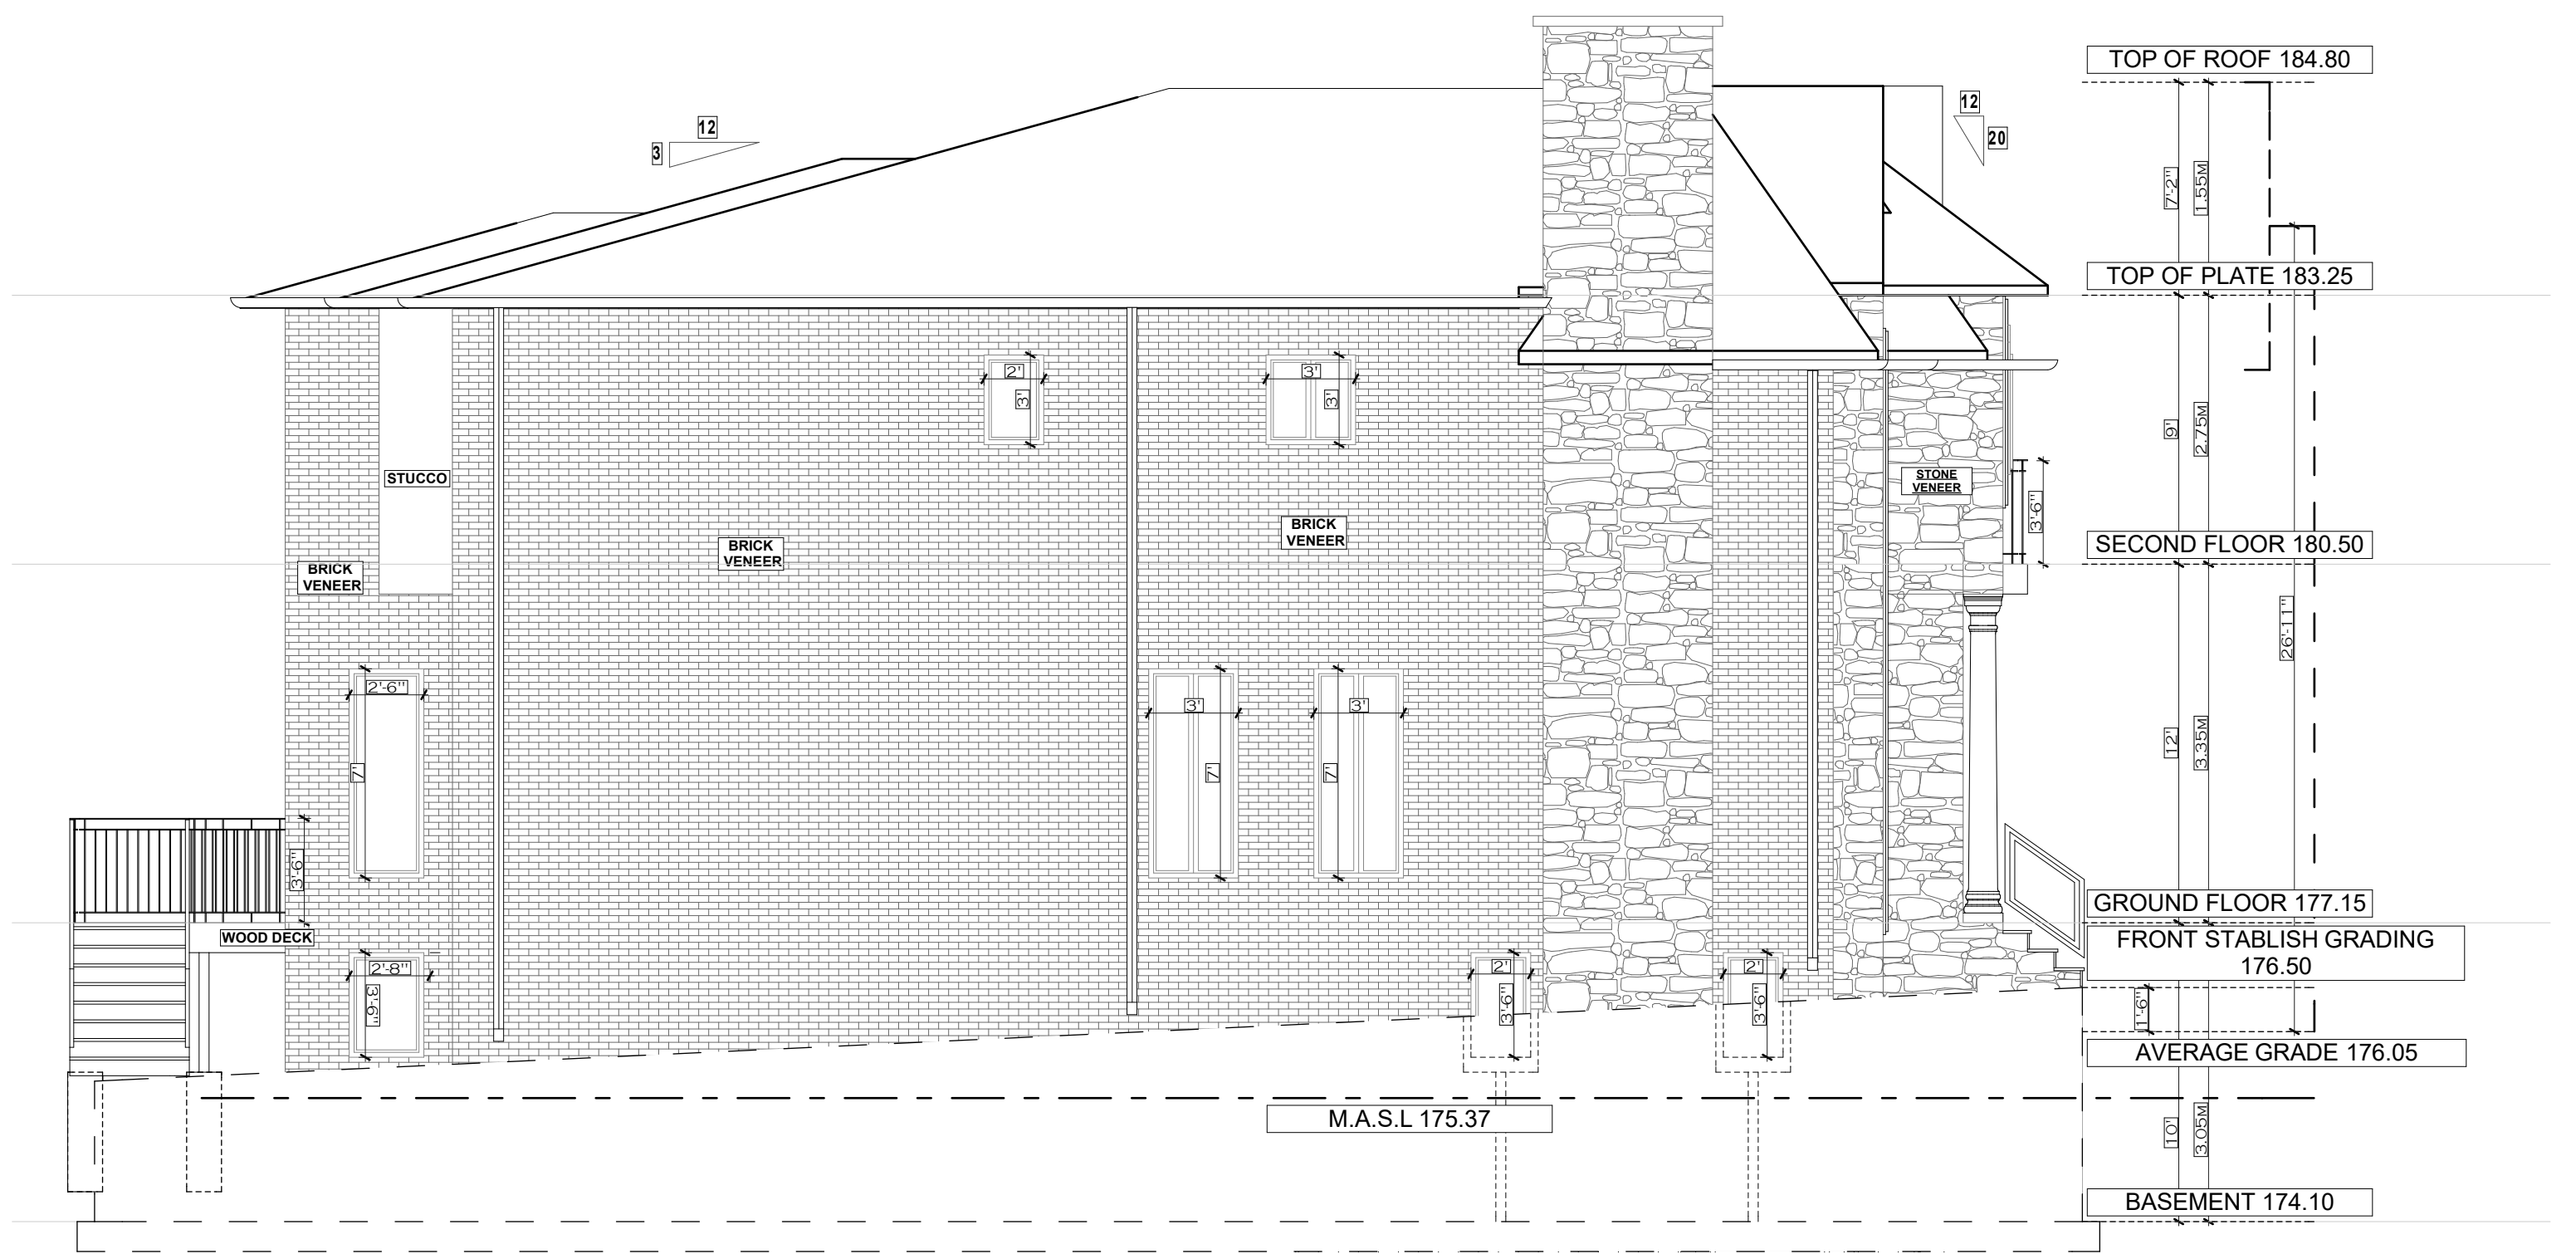 TOP OF ROOF 184.80
12
3
12
20
7'-2"
1.55M
TOP OF PLATE 183.25
2'
3'
3'
3'
9'
2.75M
STUCCO
STONE
VENEER
3'-6"
BRICK
VENEER
BRICK
VENEER
BRICK
VENEER
SECOND FLOOR 180.50
26'-11"
2'-6"
7'
3'
7'
3'
7'
12'
3.35M
3'-6"
WOOD DECK
GROUND FLOOR 177.15
FRONT STABLISH GRADING
176.50
2'-8"
3'-6"
2'
3'-6"
2'
3'-6"
1'-6"
AVERAGE GRADE 176.05
M.A.S.L 175.37
10'
3.05M
BASEMENT 174.10